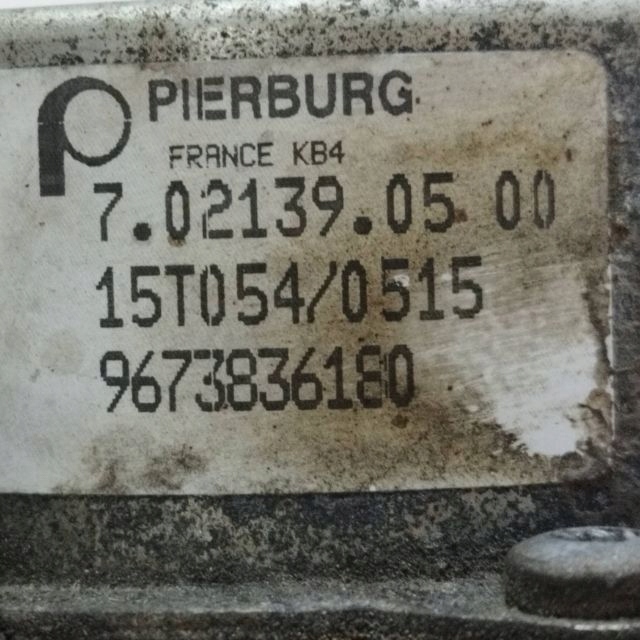 PIERBURG
FRANCE KB4
7.02139.05 00
15T054/0515
9673836180